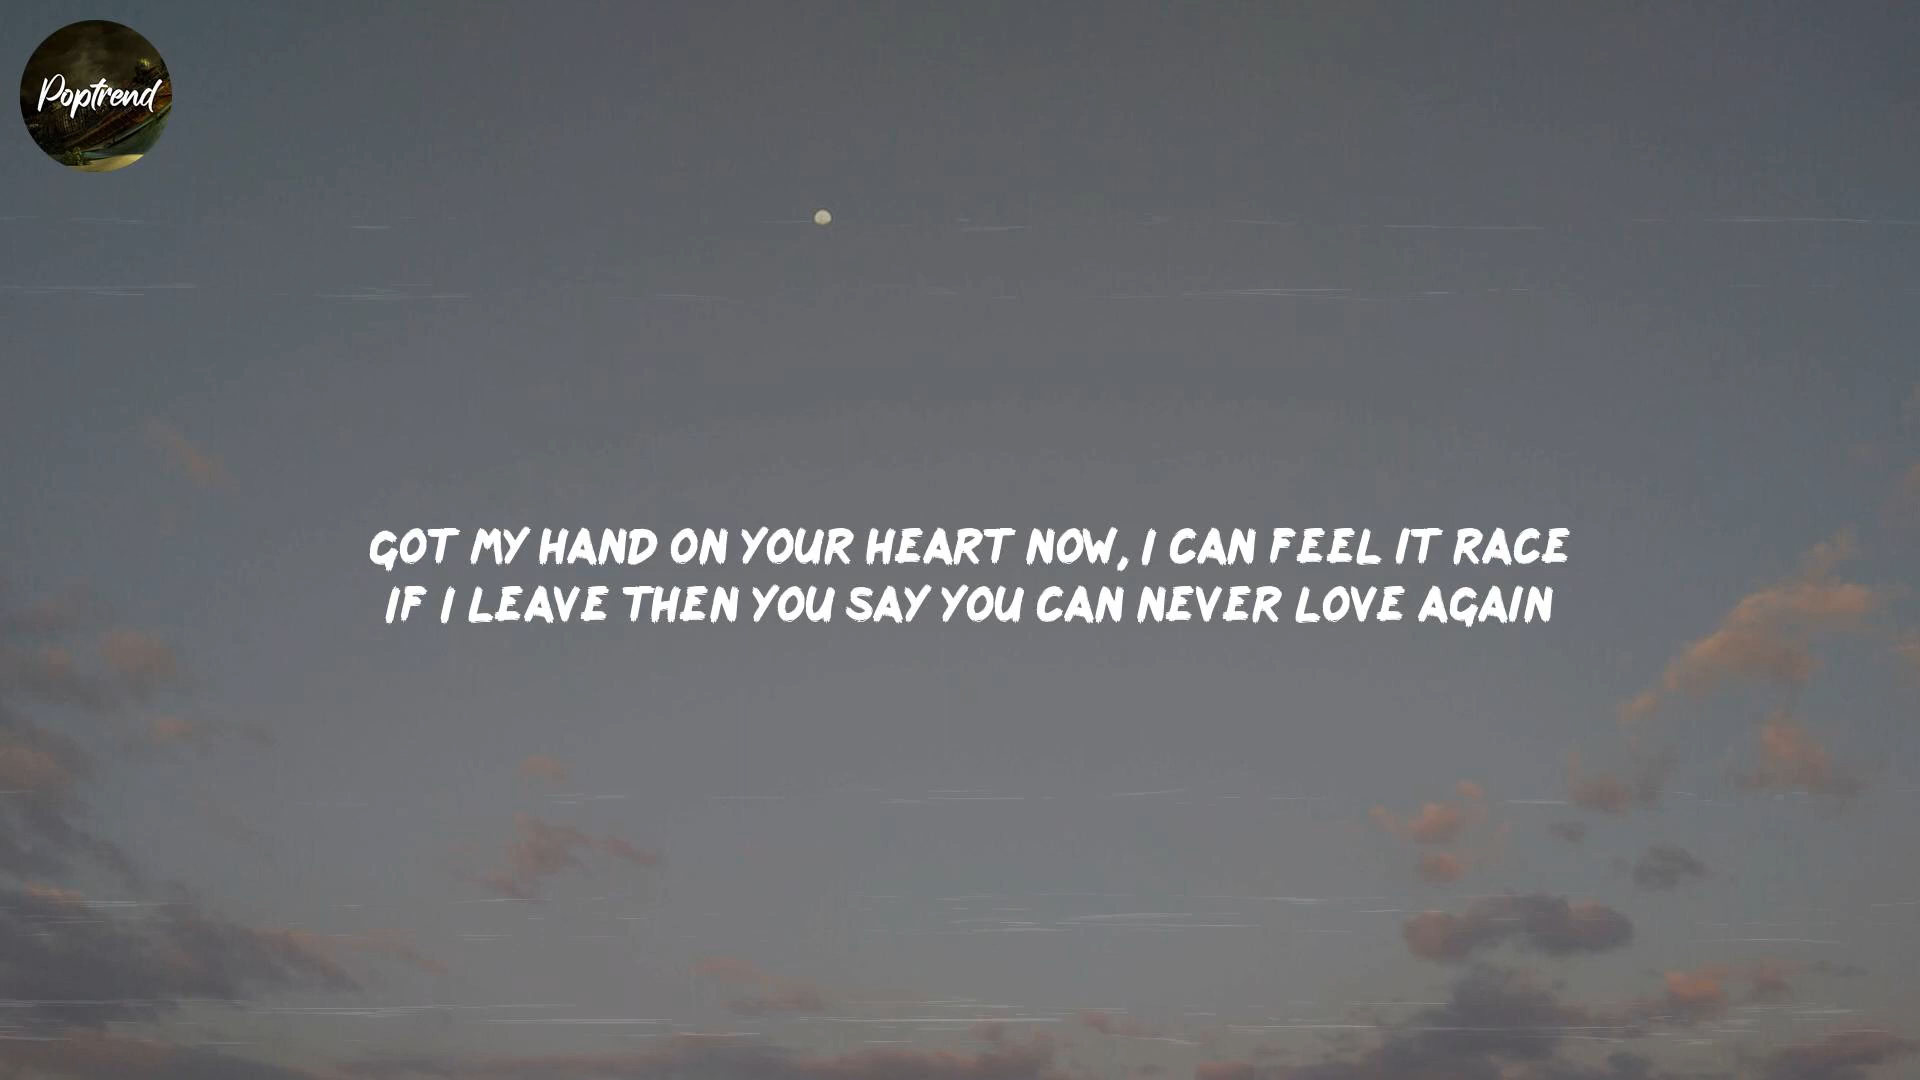 Poptrend
GOT MY HAND ON YOUR HEART NOW, I CAN FEEL IT RACE
IF I LEAVE THEN YOU SAY YOU CAN NEVER LOVE AGAIN